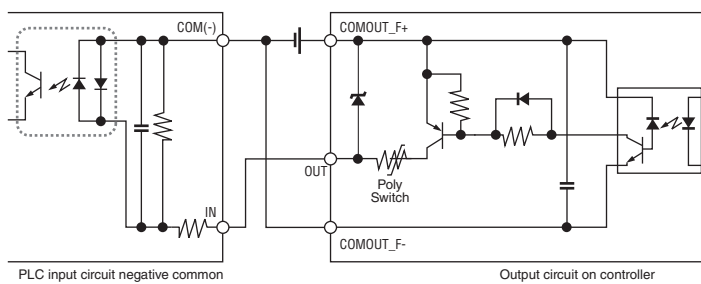 COM(-)
COMOUT_F+
OUT
Poly
Switch
IN
COMOUT_F-
PLC input circuit negative common
Output circuit on controller